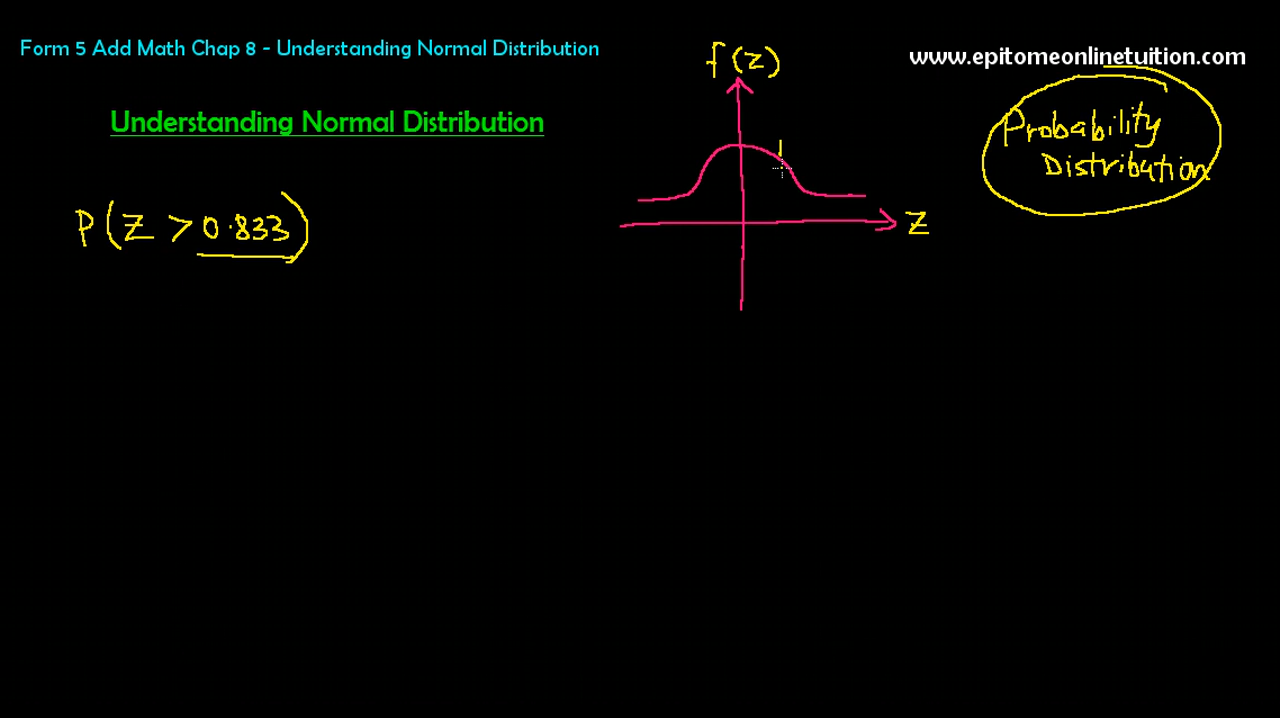 Form 5 Add Math Chap 8 - Understanding Normal Distribution
f(z)
www.epitomeonlinetuition.com
Understanding Normal Distribution
Probability
Distribution
P(Z > 0.833)
Z